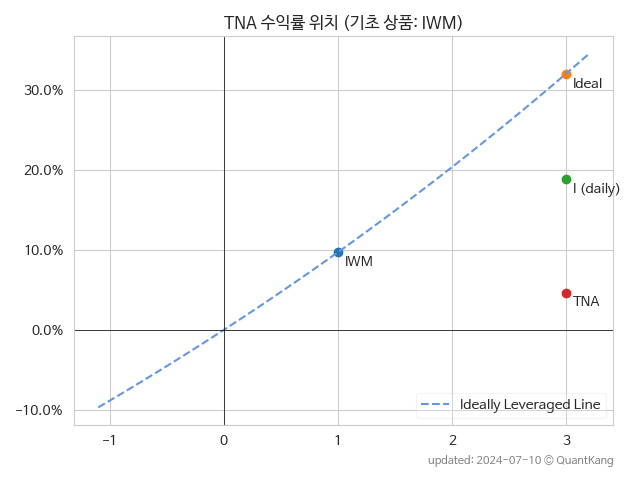 TNA 수익률 위치 (기초 상품: IWM)
30.0%
20.0%
10.0%
0.0%
−10.0%
Ideal
I (daily)
IWM
TNA
Ideally Leveraged Line
−1
0
1
2
3
updated: 2024-07-10 © QuantKang